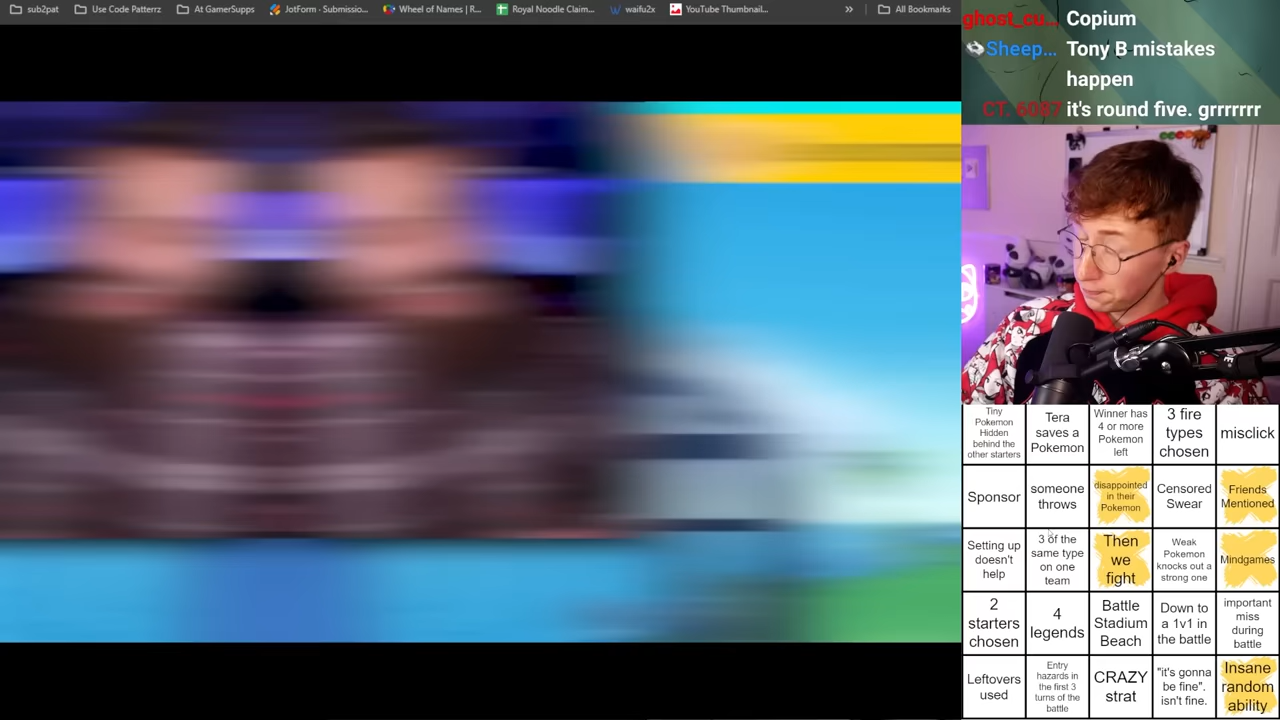 sub2pat
Use Code Patterrz
At GamerSupps
JotForm · Submissio...
Wheel of Names | R...
Royal Noodle Claim...
waifu2x
YouTube Thumbnail...
»
All Bookmarks
ghost_cu... Copium
Sheep... Tony B mistakes
happen
CT. 6087 it's round five. grrrrrrr
Tiny
Pokemon
Hidden
behind the
other starters
Tera
saves a
Pokemon
Winner has
4 or more
Pokemon
left
3 fire
types
chosen
misclick
Sponsor
someone
throws
disappointed
in their
Pokemon
Censored
Swear
Friends
Mentioned
Setting up
doesn't
help
3 of the
same type
on one
team
Then
we
fight
Weak
Pokemon
knocks out a
strong one
Mindgames
2
starters
chosen
4
legends
Battle
Stadium
Beach
Down to
a 1v1 in
the battle
important
miss
during
battle
Leftovers
used
Entry
hazards in
the first 3
turns of the
battle
CRAZY
strat
"it's gonna
be fine".
isn't fine.
Insane
random
ability